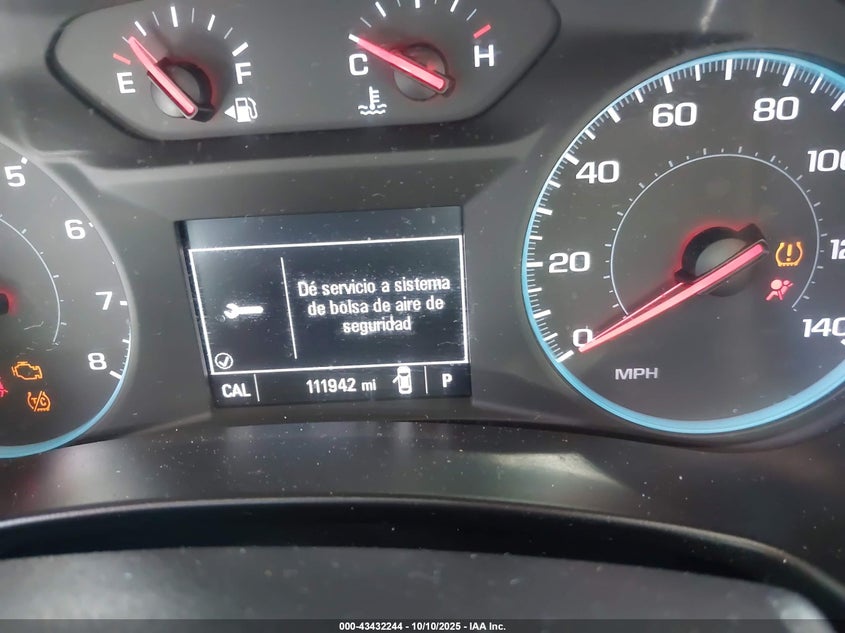 E F
C H
5
6
7
8
Dé servicio a sistema
de bolsa de aire de
seguridad
CAL 111942 mi P
T/C
0
20
40
60
80
100
140
MPH
000-43432244 - 10/10/2025 - IAA Inc.